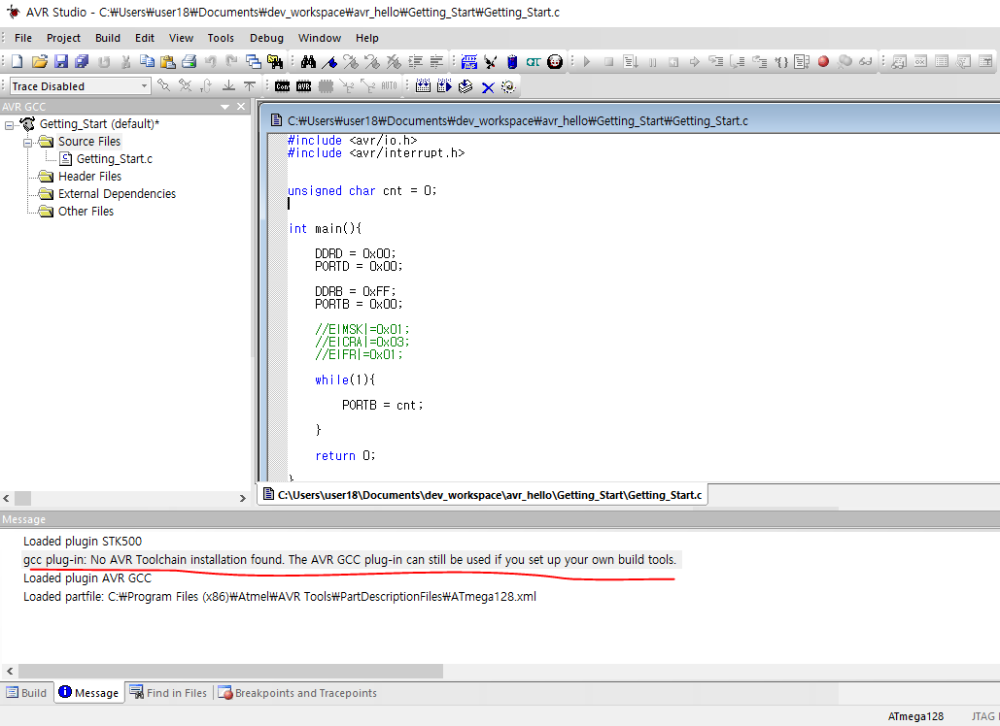 AVR Studio - C:₩Users₩user18₩Documents₩dev_workspace₩avr_hello₩Getting_Start₩Getting_Start.c
File Project Build Edit View Tools Debug Window Help
Trace Disabled
Con AVR AUTO
AVR GCC
Getting_Start (default)*
Source Files
Getting_Start.c
Header Files
External Dependencies
Other Files
C:₩Users₩user18₩Documents₩dev_workspace₩avr_hello₩Getting_Start₩Getting_Start.c
#include <avr/io.h>
#include <avr/interrupt.h>
unsigned char cnt = 0;
int main(){
DDRD = 0x00;
PORTD = 0x00;
DDRB = 0xFF;
PORTB = 0x00;
//EIMSK|=0x01;
//EICRA|=0x03;
//EIFR|=0x01;
while(1){
PORTB = cnt;
}
return 0;
}
C:\Users\user18\Documents\dev_workspace\avr_hello\Getting_Start\Getting_Start.c
Message
Loaded plugin STK500
gcc plug-in: No AVR Toolchain installation found. The AVR GCC plug-in can still be used if you set up your own build tools.
Loaded plugin AVR GCC
Loaded partfile: C:₩Program Files (x86)₩Atmel₩AVR Tools₩PartDescriptionFiles₩ATmega128.xml
Build Message Find in Files Breakpoints and Tracepoints
ATmega128 JTAG